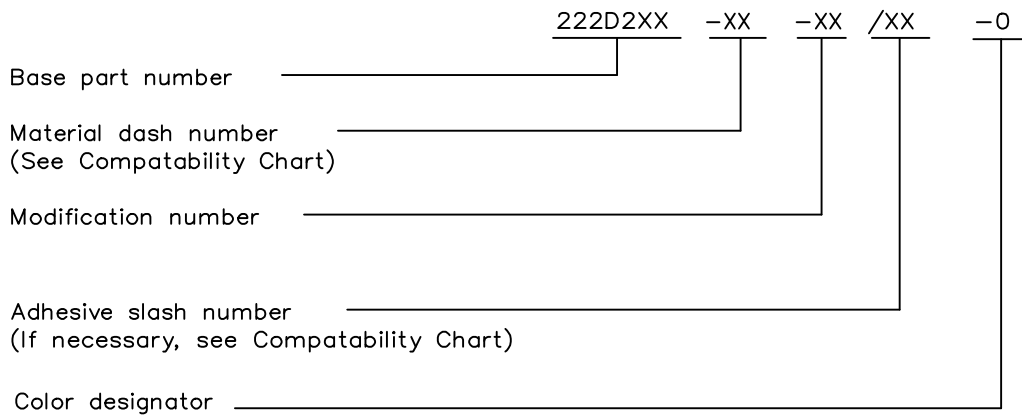 222D2XX -XX -XX /XX -0
Base part number
Material dash number
(See Compatability Chart)
Modification number
Adhesive slash number
(If necessary, see Compatability Chart)
Color designator